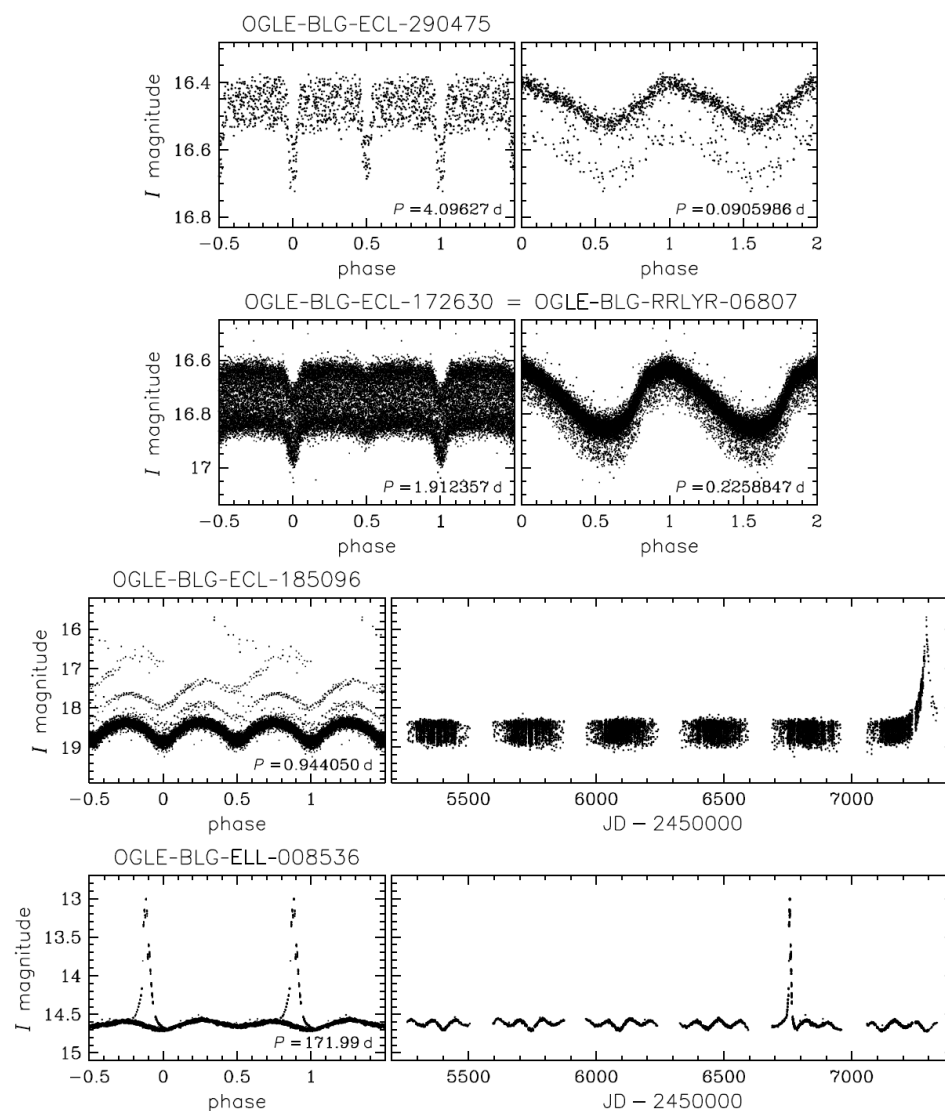 OGLE-BLG-ECL-290475
I magnitude
16.4
16.6
16.8
P = 4.09627 d
P = 0.0905986 d
−0.5 0 0.5 1 0 0.5 1 1.5 2
phase phase
OGLE-BLG-ECL-172630 = OGLE-BLG-RRLYR-06807
I magnitude
16.6
16.8
17
P = 1.912357 d
P = 0.2258847 d
−0.5 0 0.5 1 0 0.5 1 1.5 2
phase phase
OGLE-BLG-ECL-185096
I magnitude
16
17
18
19
P = 0.944050 d
−0.5 0 0.5 1 5500 6000 6500 7000
phase JD − 2450000
OGLE-BLG-ELL-008536
I magnitude
13
13.5
14
14.5
15
P = 171.99 d
−0.5 0 0.5 1 5500 6000 6500 7000
phase JD − 2450000